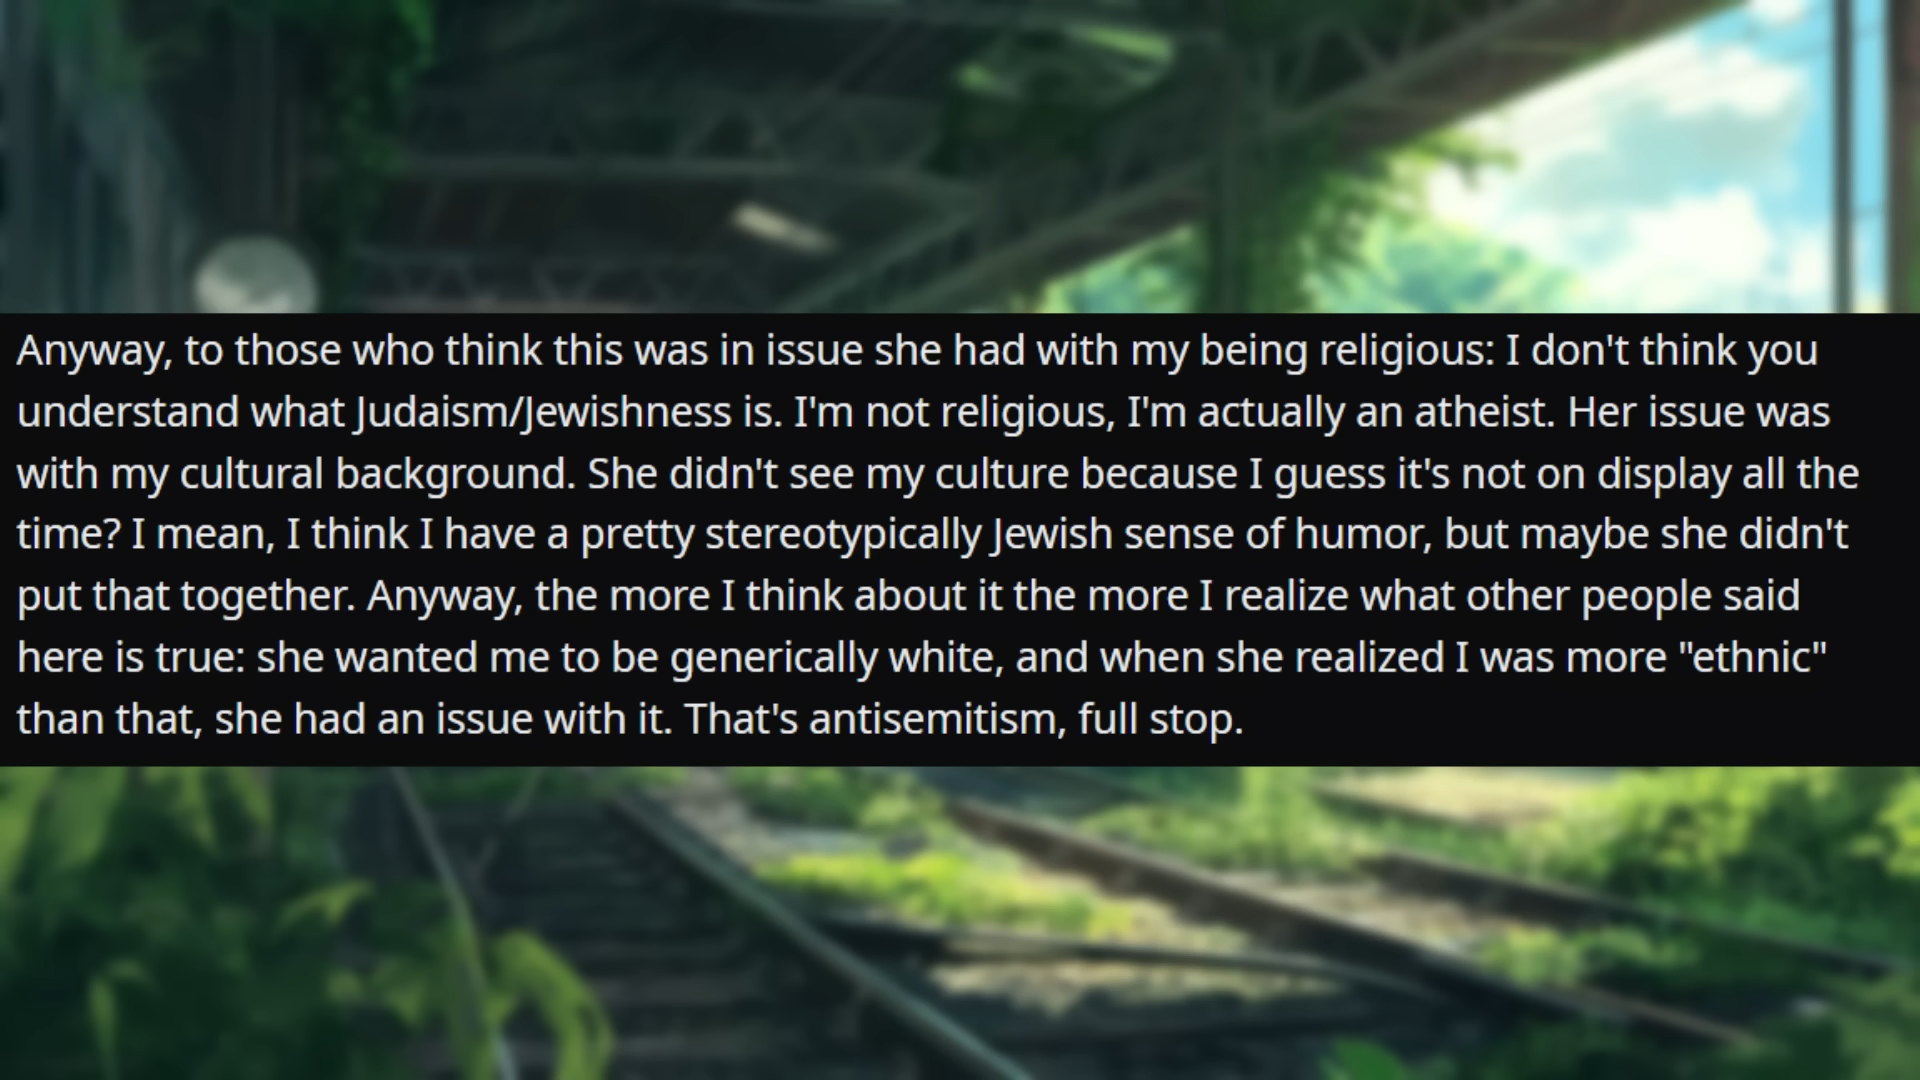 Anyway, to those who think this was in issue she had with my being religious: I don't think you
understand what Judaism/Jewishness is. I'm not religious, I'm actually an atheist. Her issue was
with my cultural background. She didn't see my culture because I guess it's not on display all the
time? I mean, I think I have a pretty stereotypically Jewish sense of humor, but maybe she didn't
put that together. Anyway, the more I think about it the more I realize what other people said
here is true: she wanted me to be generically white, and when she realized I was more "ethnic"
than that, she had an issue with it. That's antisemitism, full stop.